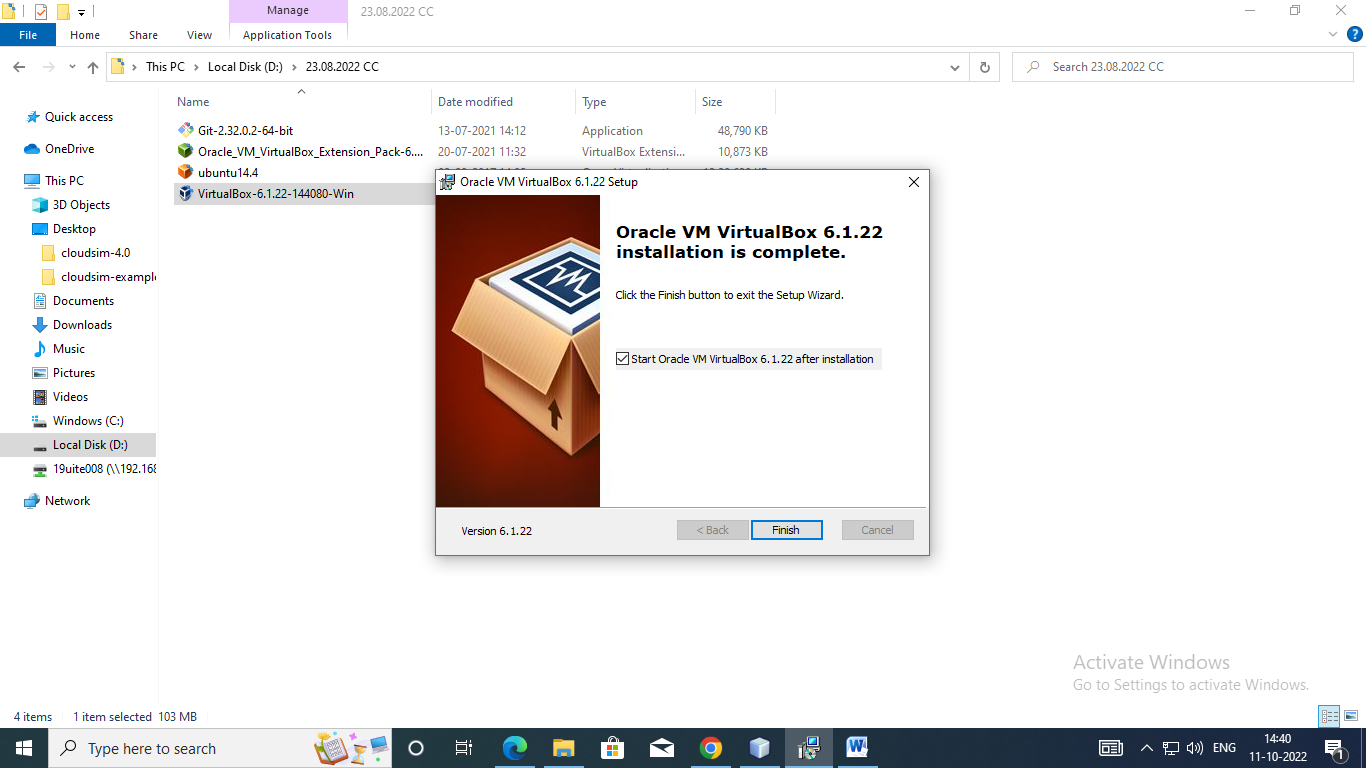 Manage
23.08.2022 CC
File
Home
Share
View
Application Tools
This PC
Local Disk (D:)
23.08.2022 CC
Search 23.08.2022 CC
Name
Date modified
Type
Size
Git-2.32.0.2-64-bit
13-07-2021 14:12
Application
48,790 KB
Oracle_VM_VirtualBox_Extension_Pack-6....
20-07-2021 11:32
VirtualBox Extensi...
10,873 KB
ubuntu14.4
VirtualBox-6.1.22-144080-Win
Quick access
OneDrive
This PC
3D Objects
Desktop
cloudsim-4.0
cloudsim-example
Documents
Downloads
Music
Pictures
Videos
Windows (C:)
Local Disk (D:)
19uite008 (\\192.168
Network
Oracle VM VirtualBox 6.1.22 Setup
Oracle VM VirtualBox 6.1.22
installation is complete.
Click the Finish button to exit the Setup Wizard.
Start Oracle VM VirtualBox 6.1.22 after installation
Version 6.1.22
< Back
Finish
Cancel
Activate Windows
Go to Settings to activate Windows.
4 items
1 item selected 103 MB
Type here to search
ENG
14:40
11-10-2022
1